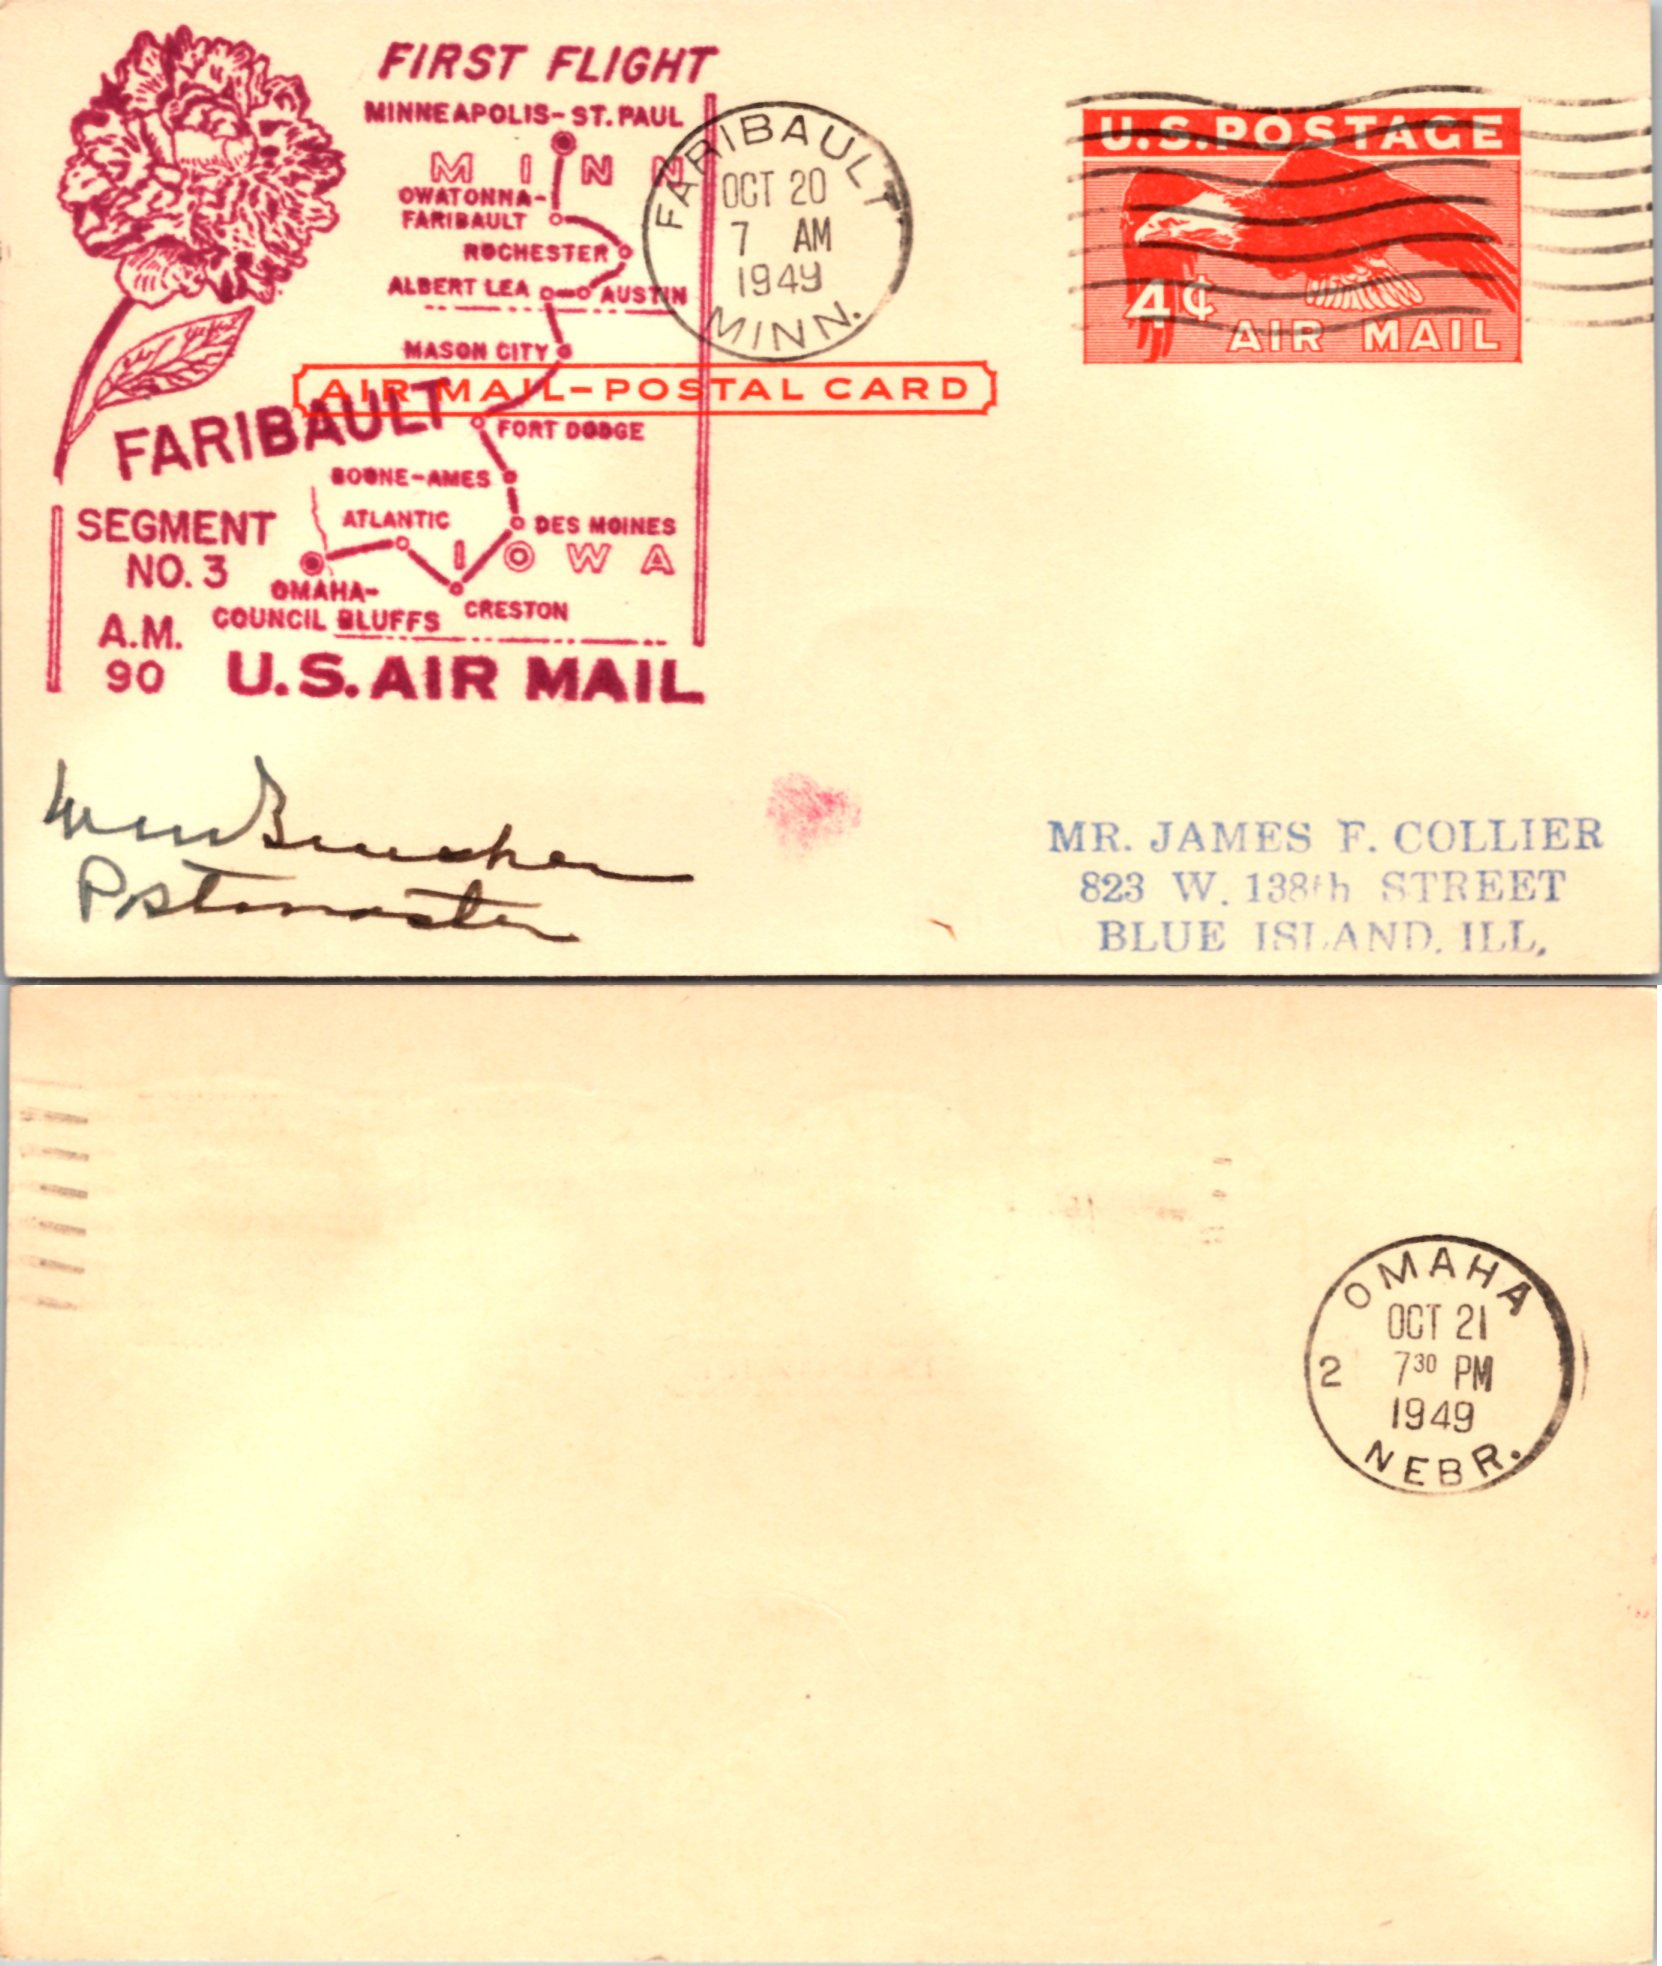 FIRST FLIGHT
MINNEAPOLIS-ST. PAUL
MINN
OWATONNA-
FARIBAULT
ROCHESTER
ALBERT LEA AUSTIN
MASON CITY
FORT DODGE
BOONE-AMES
ATLANTIC DES MOINES
IOWA
OMAHA-
COUNCIL BLUFFS CRESTON
FARIBAULT
SEGMENT
NO. 3
A.M.
90
U.S. AIR MAIL
FARIBAULT
OCT 20
7 AM
1949
MINN.
U.S. POSTAGE
4¢
AIR MAIL
AIR MAIL-POSTAL CARD
Postmaster
MR. JAMES F. COLLIER
823 W. 138th STREET
BLUE ISLAND, ILL.
OMAHA
OCT 21
2 7 30 PM
1949
NEBR.